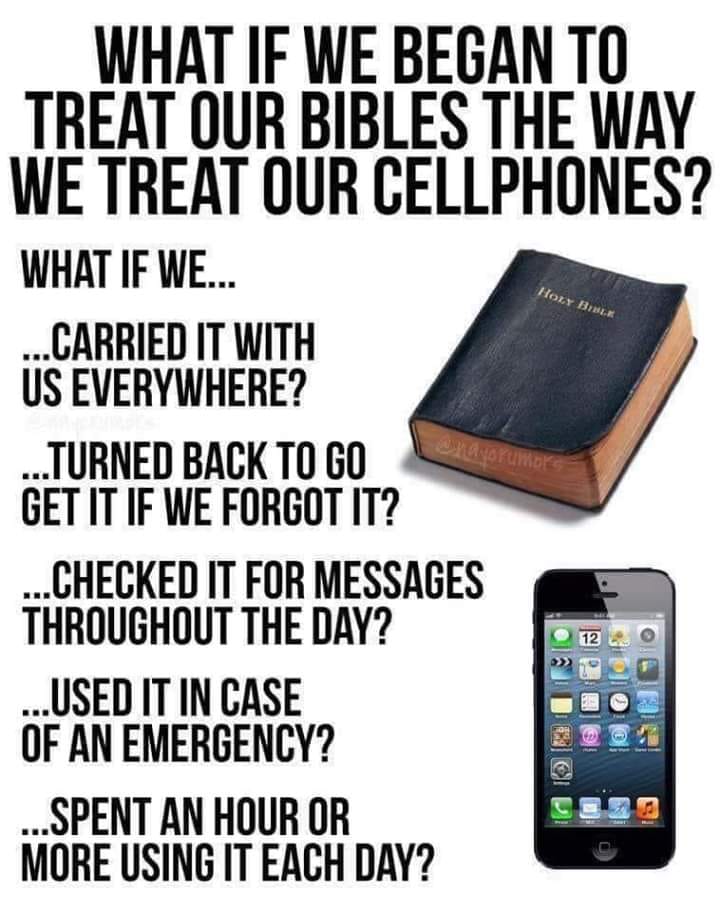 WHAT IF WE BEGAN TO
TREAT OUR BIBLES THE WAY
WE TREAT OUR CELLPHONES?
WHAT IF WE...
HOLY BIBLE
...CARRIED IT WITH
US EVERYWHERE?
@nayorumors
...TURNED BACK TO GO
GET IT IF WE FORGOT IT?
...CHECKED IT FOR MESSAGES
THROUGHOUT THE DAY?
12
...USED IT IN CASE
OF AN EMERGENCY?
...SPENT AN HOUR OR
MORE USING IT EACH DAY?